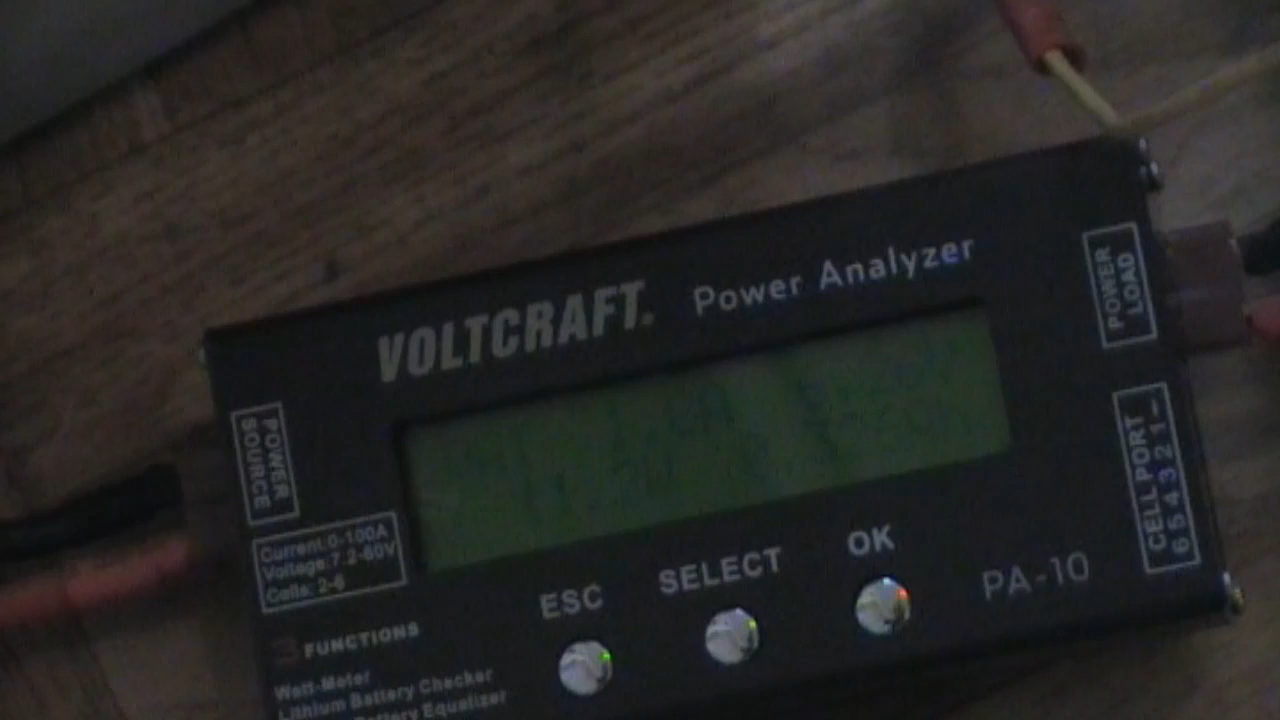 VOLTCRAFT.
Power Analyzer
POWER
LOAD
POWER
SOURCE
CELL PORT
6 5 4 3 2 1 –
Current:0-100A
Voltage:7.2-60V
Cells: 2-6
ESC
SELECT
OK
PA-10
3 FUNCTIONS
Watt-Meter
Lithium Battery Checker
Battery Equalizer